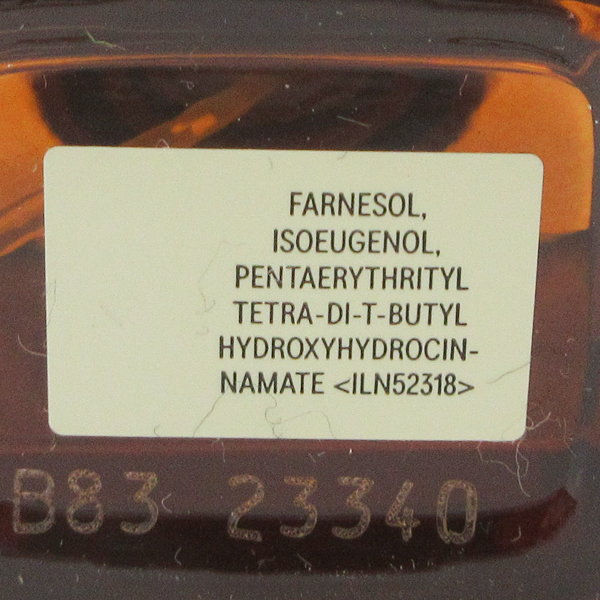 FARNESOL,
ISOEUGENOL,
PENTAERYTHRITYL
TETRA-DI-T-BUTYL
HYDROXYHYDROCIN-
NAMATE <ILN52318>
B83 23340